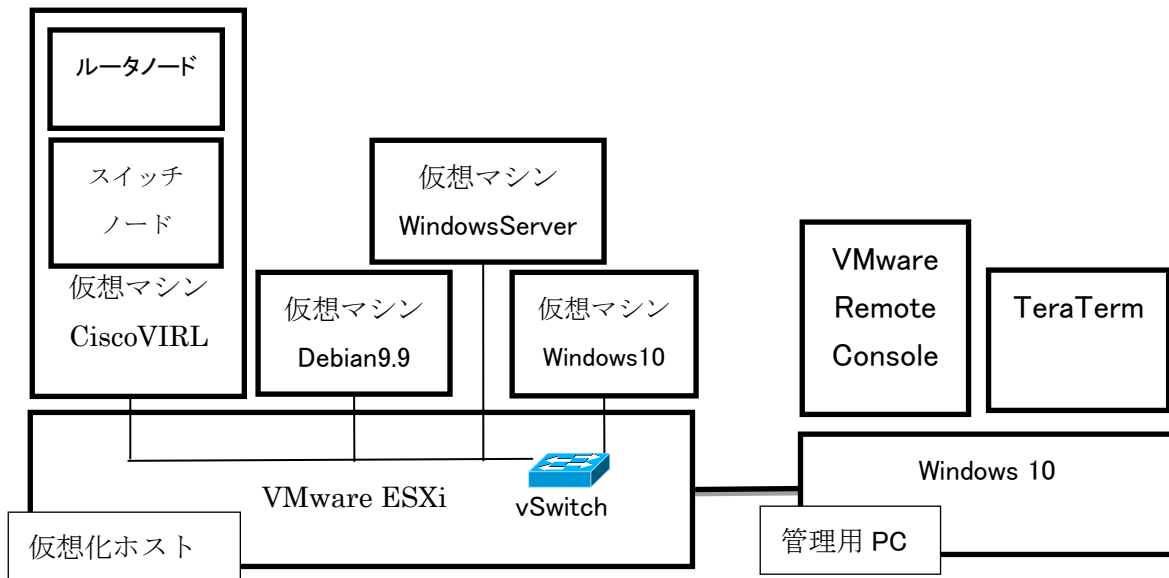 ルータノード
スイッチ
ノード
仮想マシン
CiscoVIRL
仮想マシン
WindowsServer
仮想マシン
Debian9.9
仮想マシン
Windows10
VMware ESXi
vSwitch
仮想化ホスト
VMware
Remote
Console
TeraTerm
Windows 10
管理用 PC